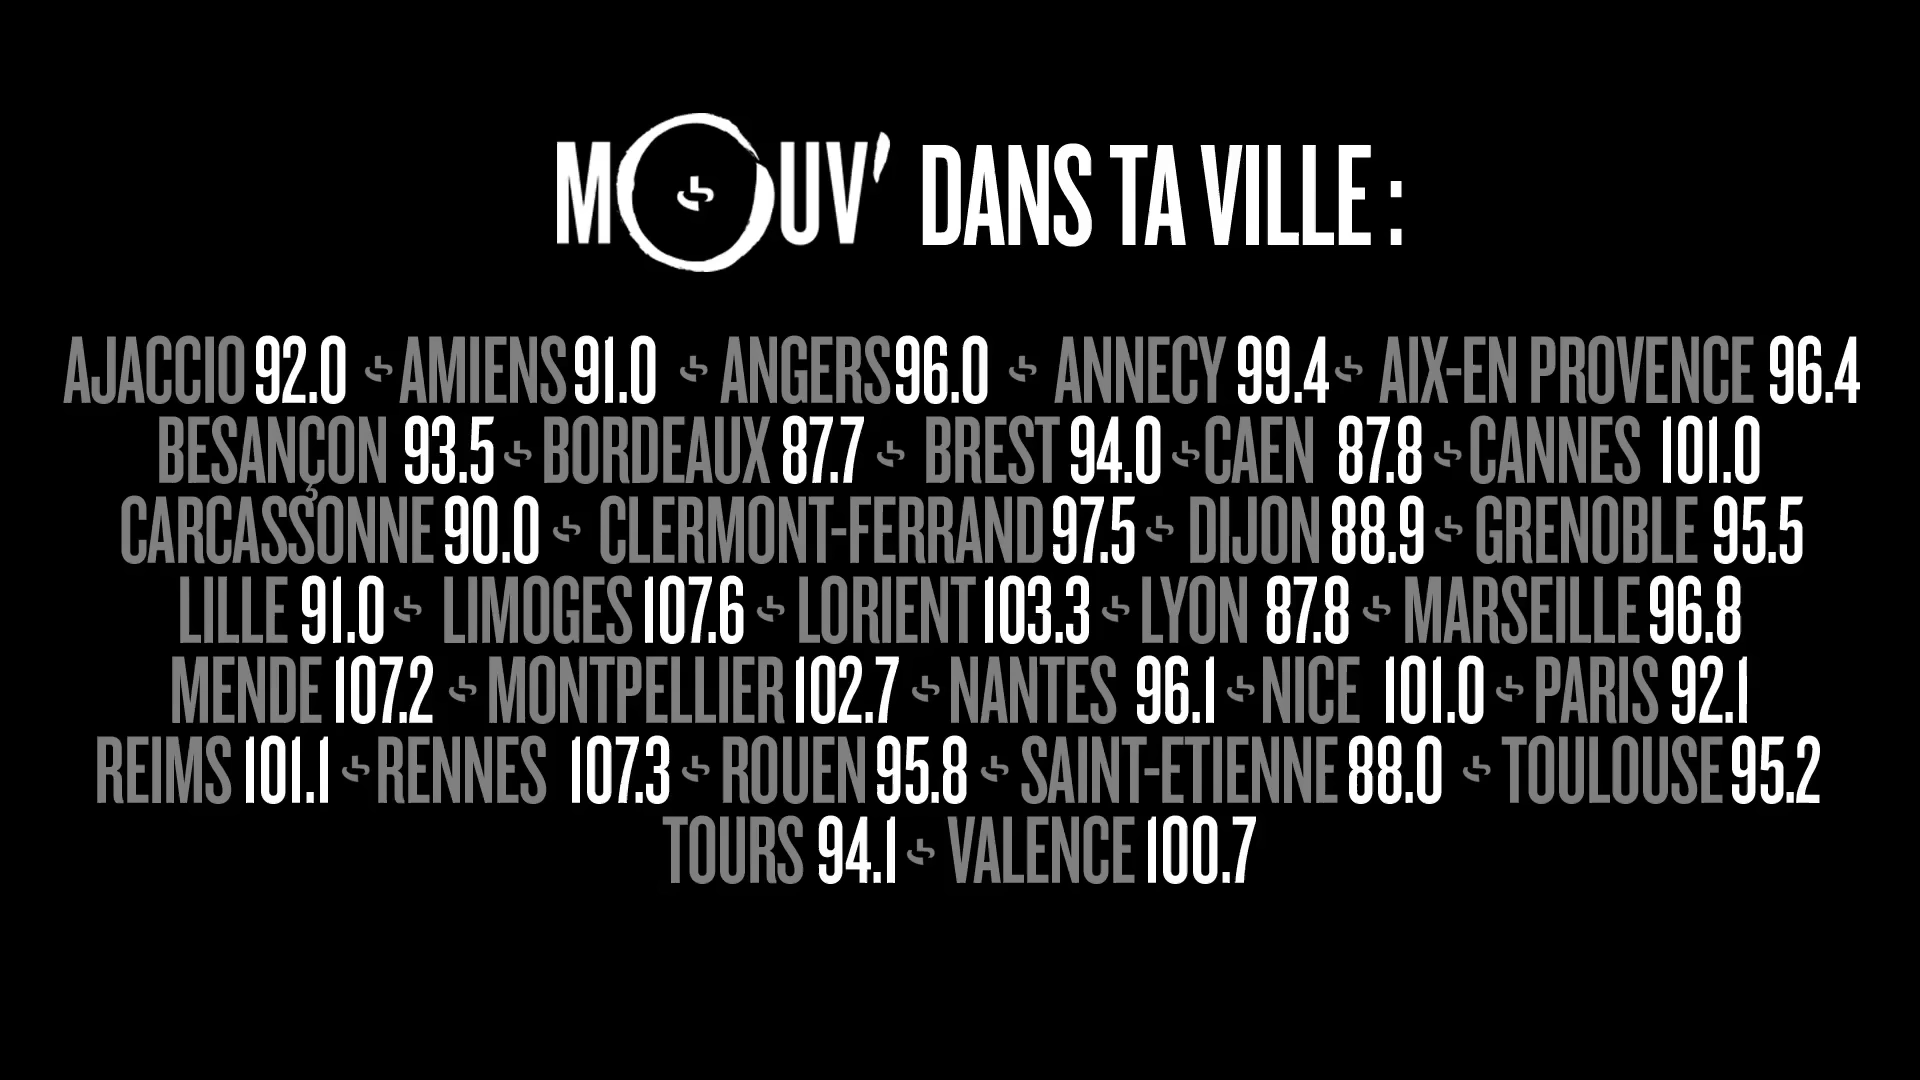 MOUV' DANS TA VILLE :
AJACCIO 92.0 AMIENS 91.0 ANGERS 96.0 ANNECY 99.4 AIX-EN PROVENCE 96.4
BESANÇON 93.5 BORDEAUX 87.7 BREST 94.0 CAEN 87.8 CANNES 101.0
CARCASSONNE 90.0 CLERMONT-FERRAND 97.5 DIJON 88.9 GRENOBLE 95.5
LILLE 91.0 LIMOGES 107.6 LORIENT 103.3 LYON 87.8 MARSEILLE 96.8
MENDE 107.2 MONTPELLIER 102.7 NANTES 96.1 NICE 101.0 PARIS 92.1
REIMS 101.1 RENNES 107.3 ROUEN 95.8 SAINT-ETIENNE 88.0 TOULOUSE 95.2
TOURS 94.1 VALENCE 100.7